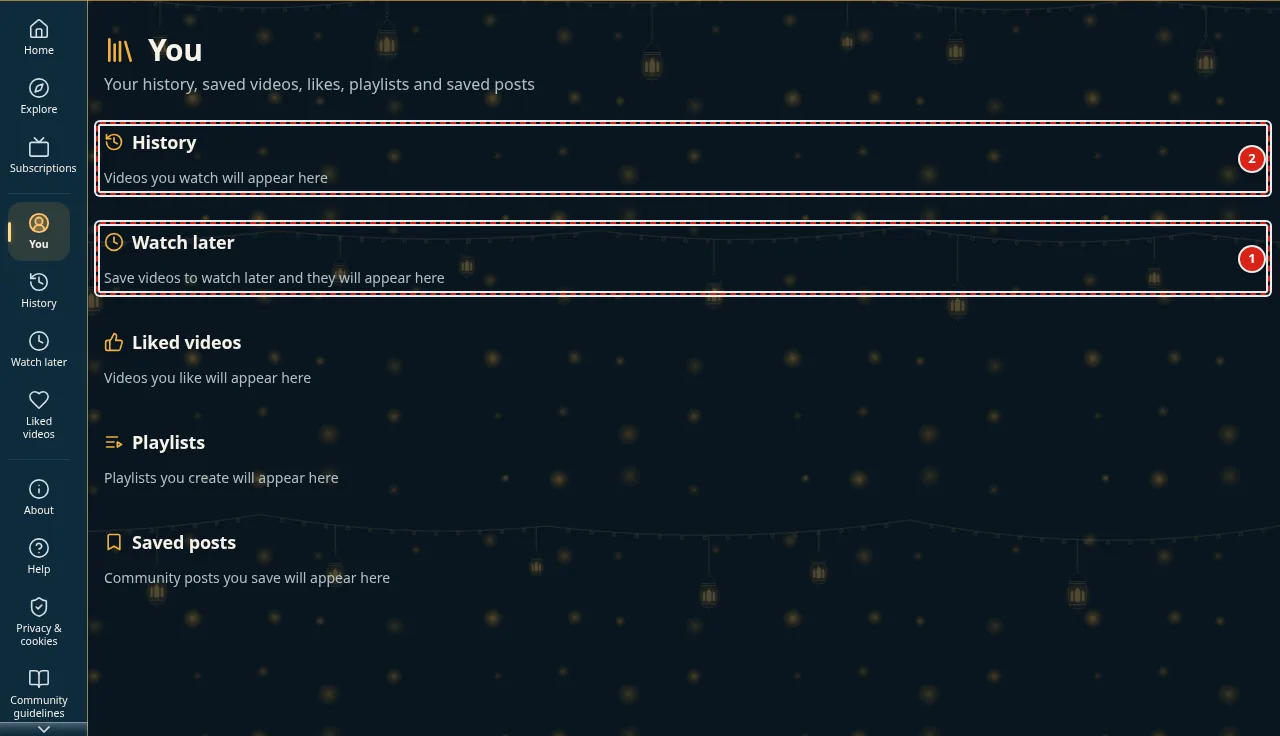 Home
Explore
Subscriptions
You
History
Watch later
Liked
videos
About
Help
Privacy &
cookies
Community
guidelines
You
Your history, saved videos, likes, playlists and saved posts
History
Videos you watch will appear here
2
Watch later
Save videos to watch later and they will appear here
1
Liked videos
Videos you like will appear here
Playlists
Playlists you create will appear here
Saved posts
Community posts you save will appear here